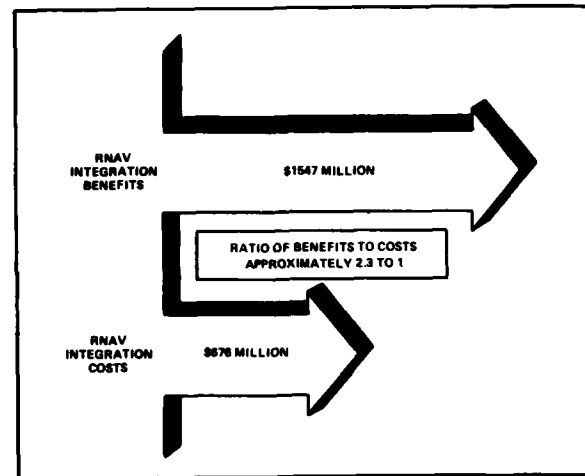 RNAV
INTEGRATION
BENEFITS
$1547 MILLION
RATIO OF BENEFITS TO COSTS
APPROXIMATELY 2.3 TO 1
RNAV
INTEGRATION
COSTS
$676 MILLION